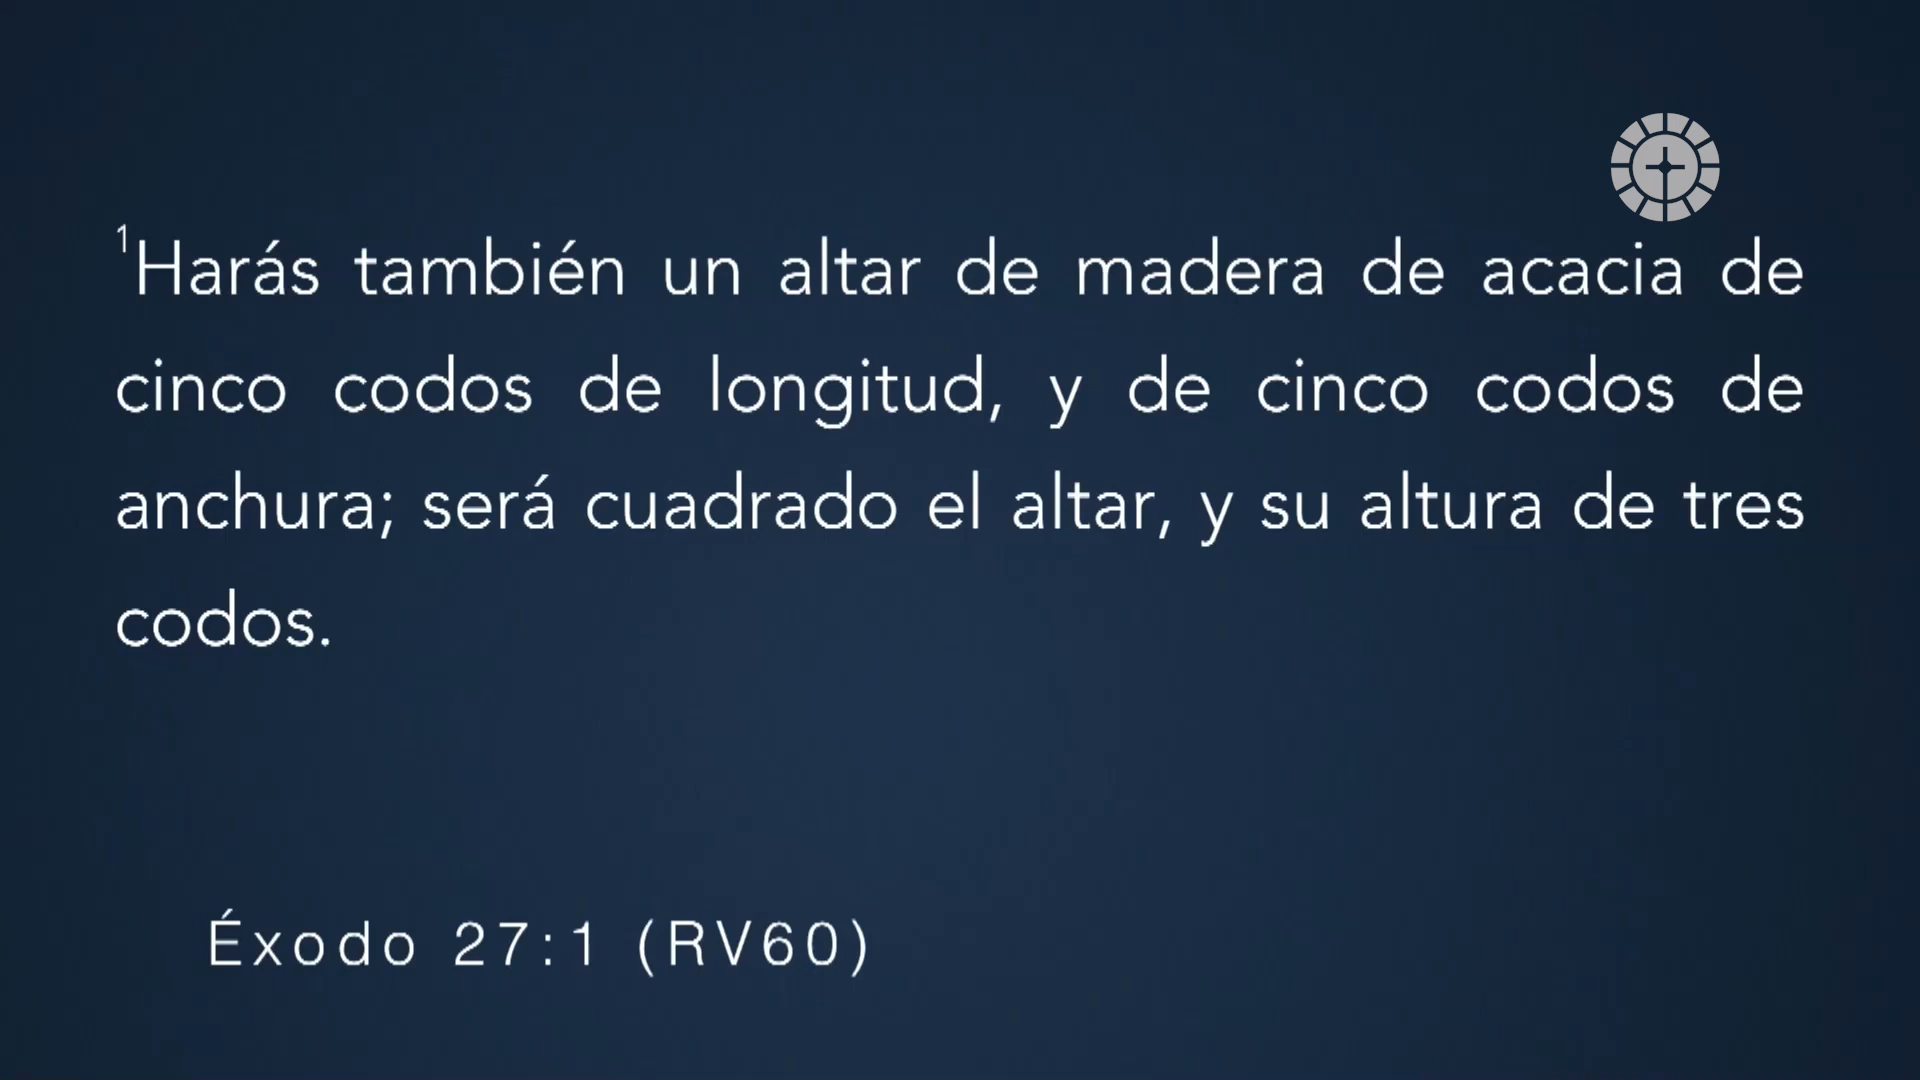 ¹Harás también un altar de madera de acacia de
cinco codos de longitud, y de cinco codos de
anchura; será cuadrado el altar, y su altura de tres
codos.
Éxodo 27:1 (RV60)